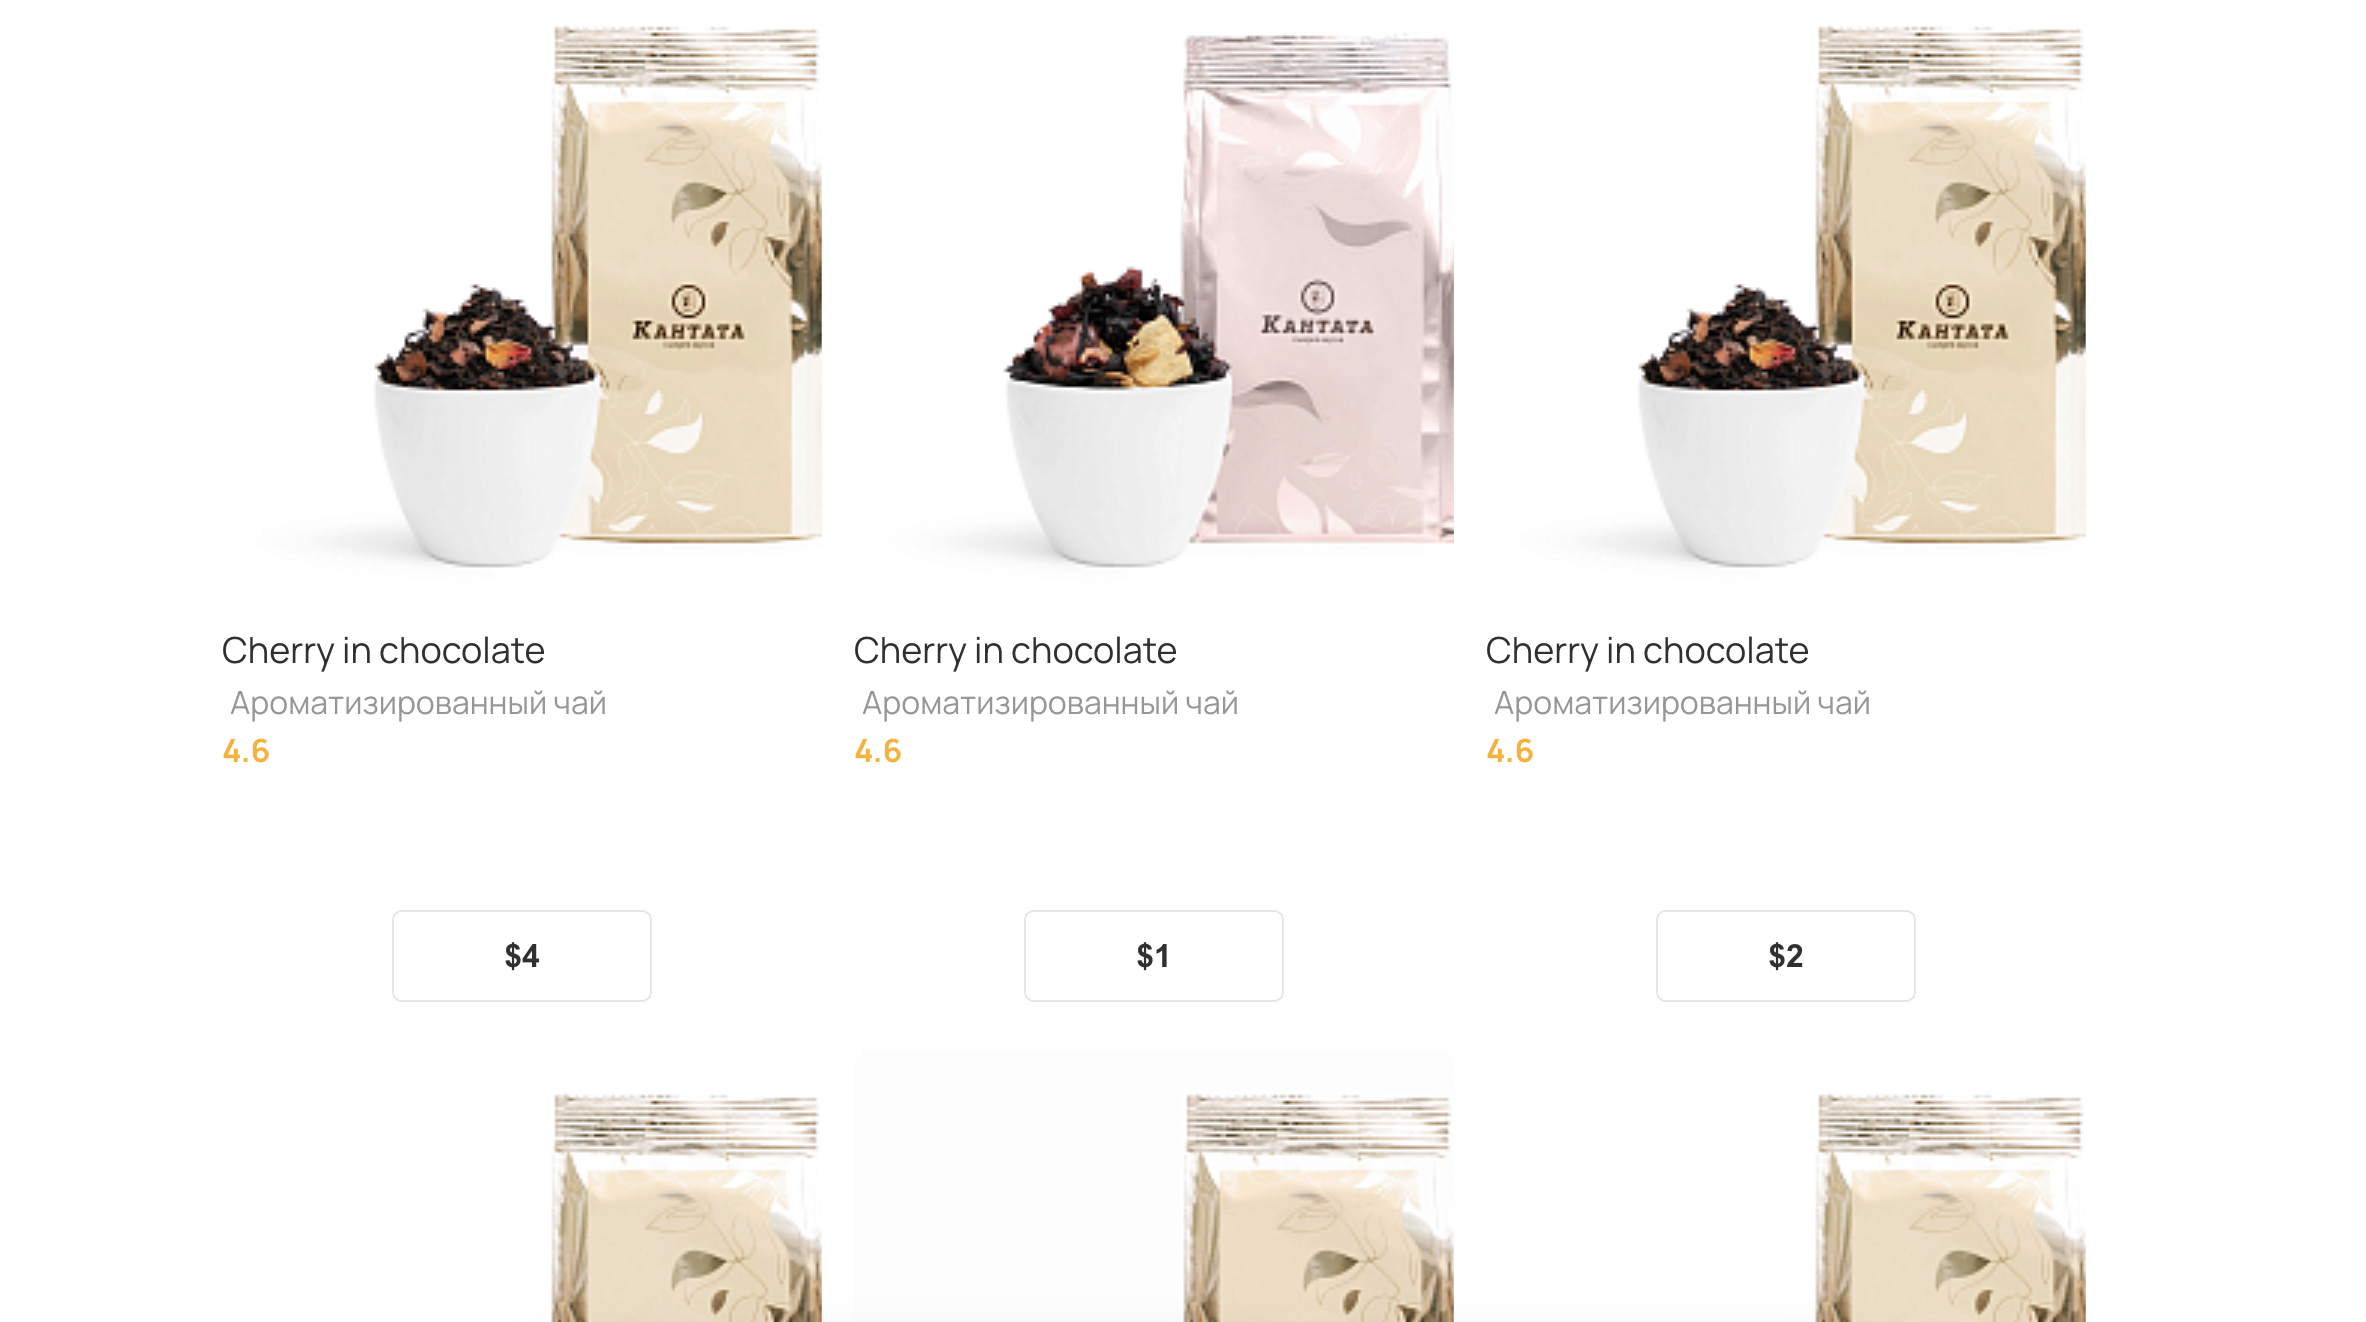 КАНТАТА
КАНТАТА
КАНТАТА
Cherry in chocolate
Cherry in chocolate
Cherry in chocolate
Ароматизированный чай
Ароматизированный чай
Ароматизированный чай
4.6
4.6
4.6
$4
$1
$2